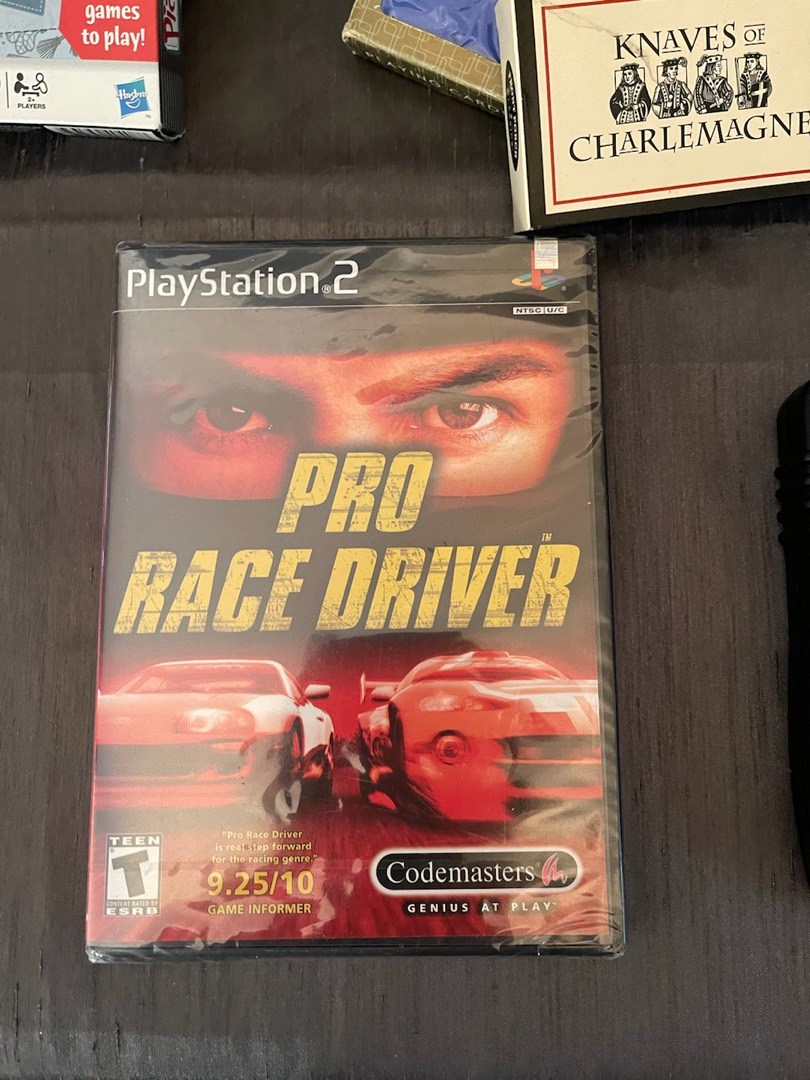 games
to play!
2+
PLAYERS
Hasbro
KNAVES OF
CHARLEMAGNE
PlayStation®2
NTSC U/C
PRO
RACE DRIVER™
TEEN
T
CONTENT RATED BY
ESRB
"Pro Race Driver
is real step forward
for the racing genre."
9.25/10
GAME INFORMER
Codemasters
GENIUS AT PLAY™